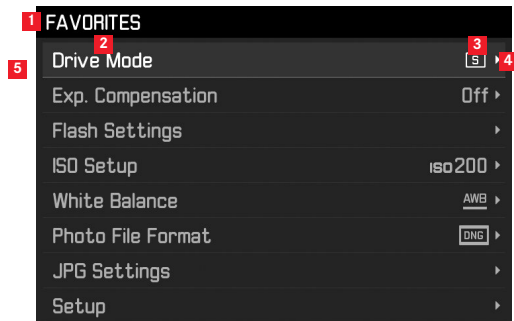 1 FAVORITES
2 3
Drive Mode S 4
5
Exp. Compensation Off
Flash Settings
ISO Setup ISO200
White Balance AWB
Photo File Format DNG
JPG Settings
Setup